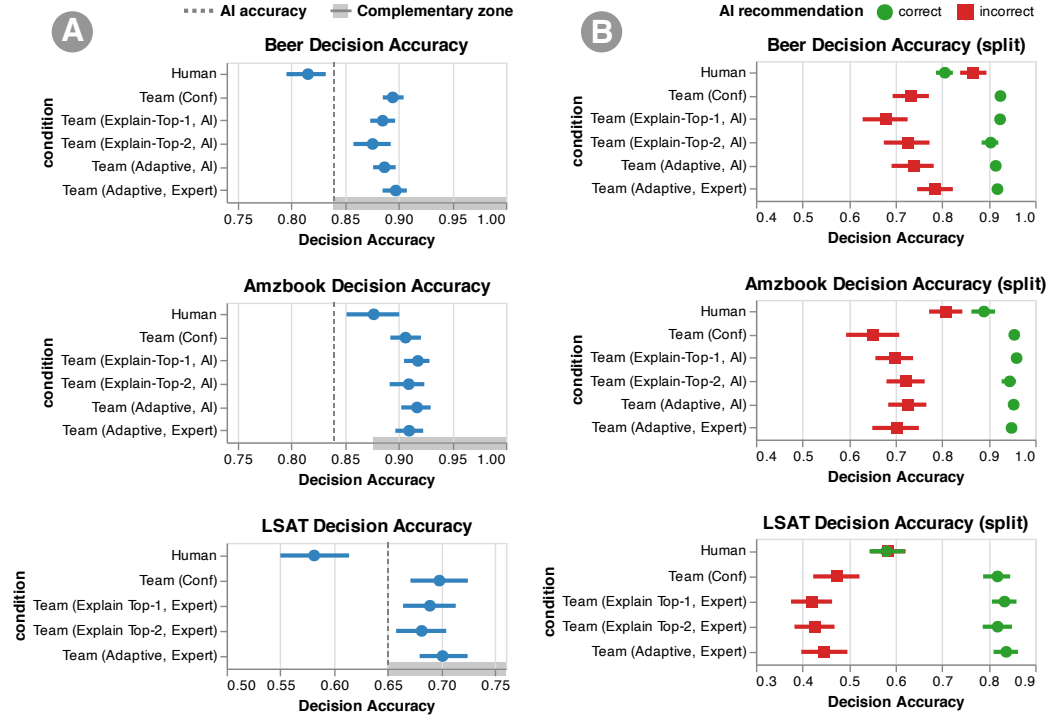 A
AI accuracy
Complementary zone
Beer Decision Accuracy
condition
Human
Team (Conf)
Team (Explain-Top-1, AI)
Team (Explain-Top-2, AI)
Team (Adaptive, AI)
Team (Adaptive, Expert)
0.75 0.80 0.85 0.90 0.95 1.00
Decision Accuracy
Amzbook Decision Accuracy
condition
Human
Team (Conf)
Team (Explain-Top-1, AI)
Team (Explain-Top-2, AI)
Team (Adaptive, AI)
Team (Adaptive, Expert)
0.75 0.80 0.85 0.90 0.95 1.00
Decision Accuracy
LSAT Decision Accuracy
condition
Human
Team (Conf)
Team (Explain Top-1, Expert)
Team (Explain Top-2, Expert)
Team (Adaptive, Expert)
0.50 0.55 0.60 0.65 0.70 0.75
Decision Accuracy
B
AI recommendation correct incorrect
Beer Decision Accuracy (split)
condition
Human
Team (Conf)
Team (Explain-Top-1, AI)
Team (Explain-Top-2, AI)
Team (Adaptive, AI)
Team (Adaptive, Expert)
0.4 0.5 0.6 0.7 0.8 0.9 1.0
Decision Accuracy
Amzbook Decision Accuracy (split)
condition
Human
Team (Conf)
Team (Explain-Top-1, AI)
Team (Explain-Top-2, AI)
Team (Adaptive, AI)
Team (Adaptive, Expert)
0.4 0.5 0.6 0.7 0.8 0.9 1.0
Decision Accuracy
LSAT Decision Accuracy (split)
condition
Human
Team (Conf)
Team (Explain Top-1, Expert)
Team (Explain Top-2, Expert)
Team (Adaptive, Expert)
0.3 0.4 0.5 0.6 0.7 0.8 0.9
Decision Accuracy